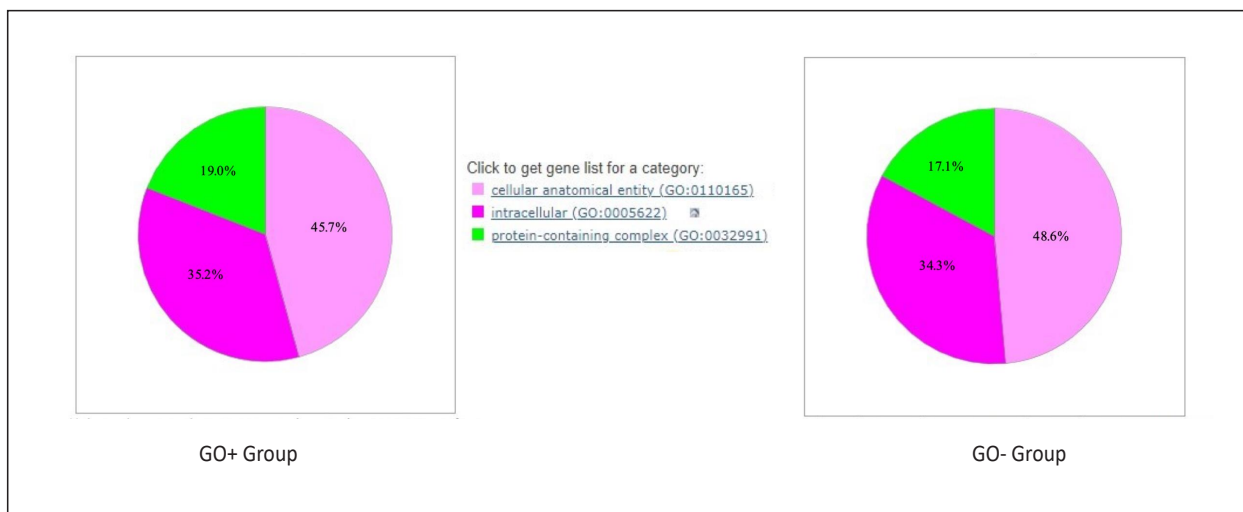 19.0%
45.7%
35.2%
GO+ Group
Click to get gene list for a category:
cellular anatomical entity (GO:0110165)
intracellular (GO:0005622)
protein-containing complex (GO:0032991)
17.1%
48.6%
34.3%
GO- Group